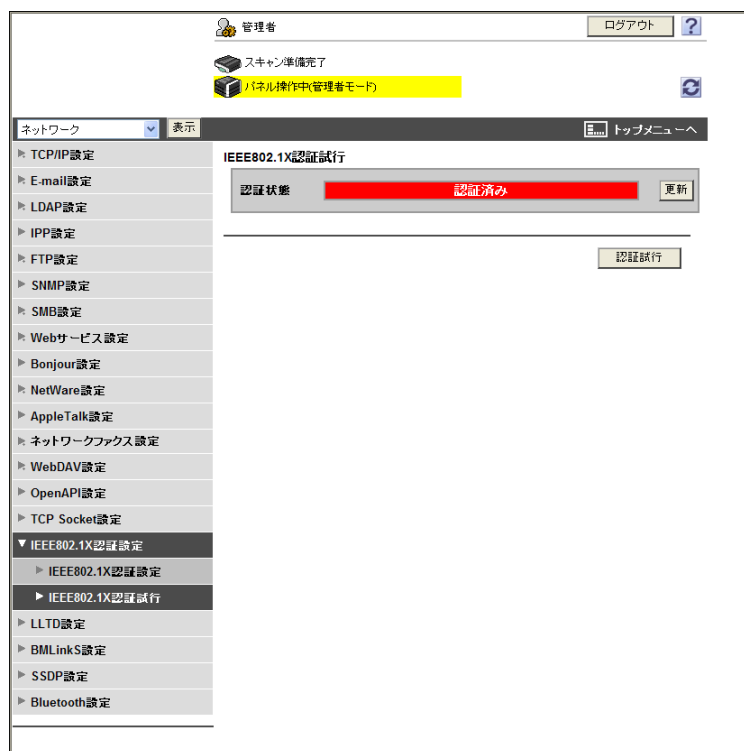 管理者
ログアウト
?
スキャン準備完了
パネル操作中(管理者モード)
ネットワーク
表示
トップメニューへ
TCP/IP設定
E-mail設定
LDAP設定
IPP設定
FTP設定
SNMP設定
SMB設定
Webサービス設定
Bonjour設定
NetWare設定
AppleTalk設定
ネットワークファクス設定
WebDAV設定
OpenAPI設定
TCP Socket設定
IEEE802.1X認証設定
IEEE802.1X認証設定
IEEE802.1X認証試行
LLTD設定
BMLinkS設定
SSDP設定
Bluetooth設定
IEEE802.1X認証試行
認証状態
認証済み
更新
認証試行